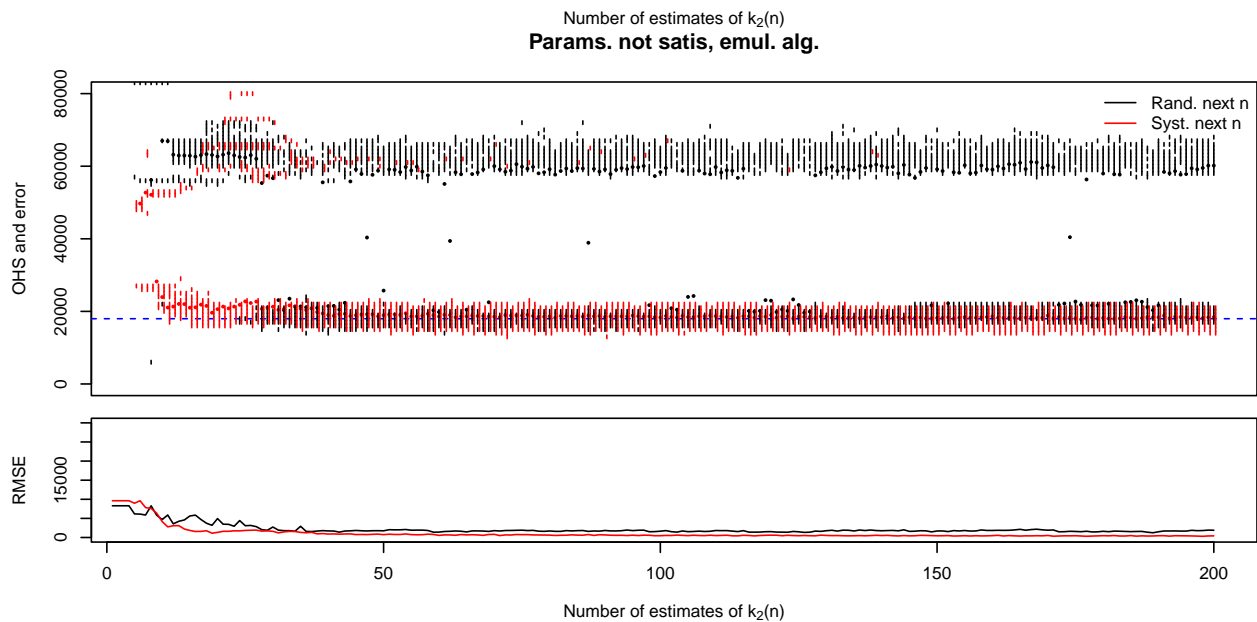 Number of estimates of k₂(n)
Params. not satis, emul. alg.
OHS and error
80000
60000
40000
20000
0
Rand. next n
Syst. next n
RMSE
15000
0
0 50 100 150 200
Number of estimates of k₂(n)